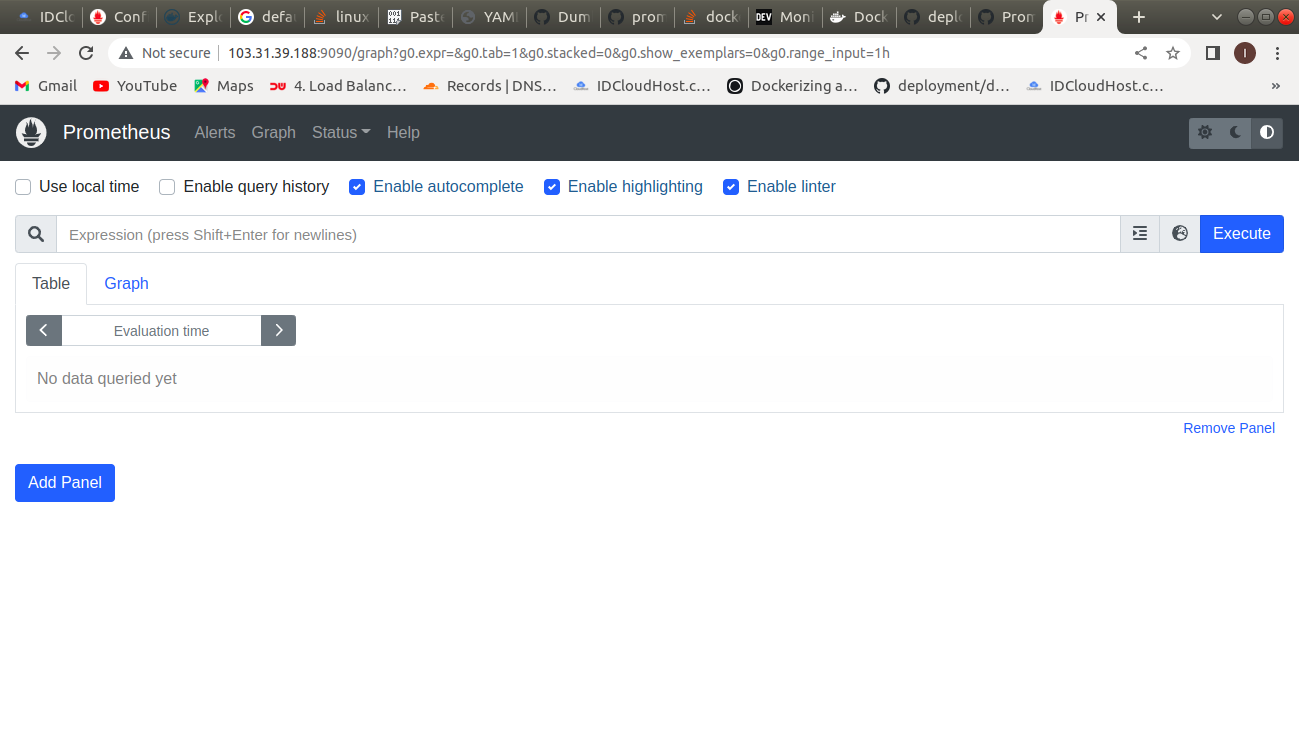 IDClo
Conf
Explo
defau
linux
Paste
YAM
Dum
prom
docke
DEV
Moni
Dock
deplo
Prom
Pr
Not secure 103.31.39.188:9090/graph?g0.expr=&g0.tab=1&g0.stacked=0&g0.show_exemplars=0&g0.range_input=1h
I
Gmail YouTube Maps 4. Load Balanc... Records | DNS... IDCloudHost.c... Dockerizing a... deployment/d... IDCloudHost.c... »
Prometheus Alerts Graph Status Help
Use local time Enable query history Enable autocomplete Enable highlighting Enable linter
Expression (press Shift+Enter for newlines) Execute
Table Graph
Evaluation time
No data queried yet
Remove Panel
Add Panel